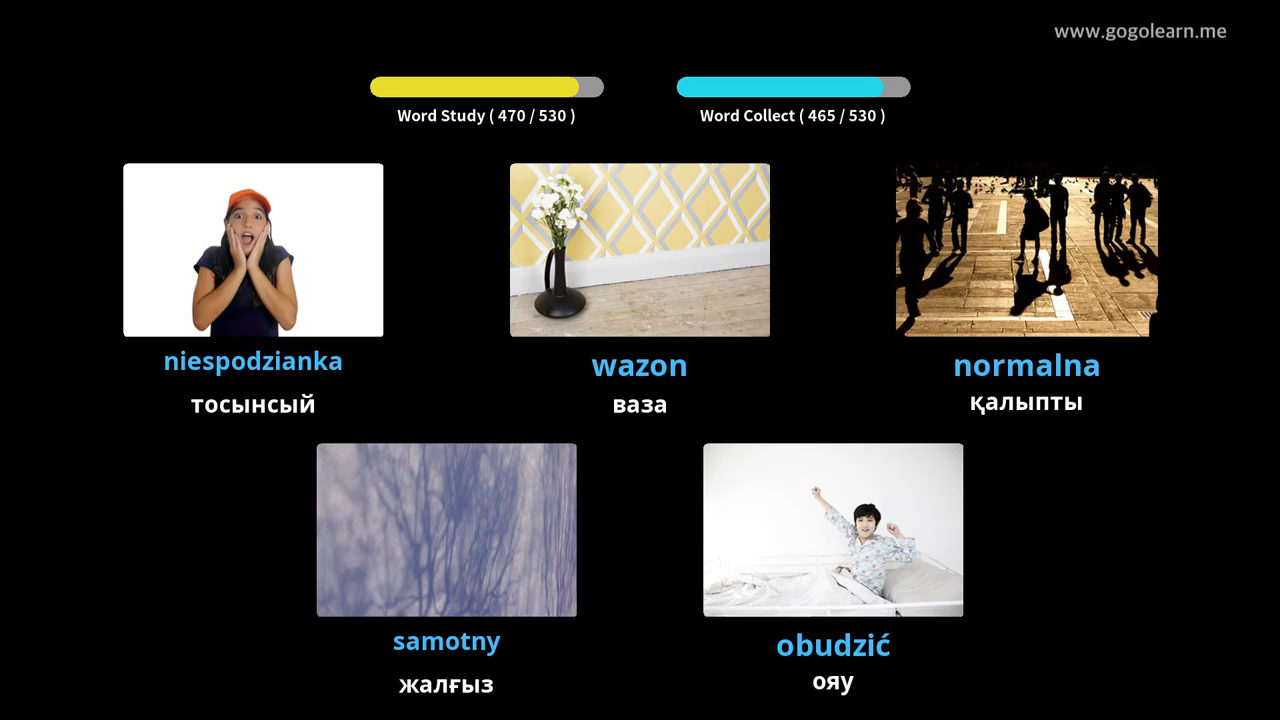 www.gogolearn.me
Word Study ( 470 / 530 )
Word Collect ( 465 / 530 )
niespodzianka
тосынсый
wazon
ваза
normalna
қалыпты
samotny
жалғыз
obudzić
ояу